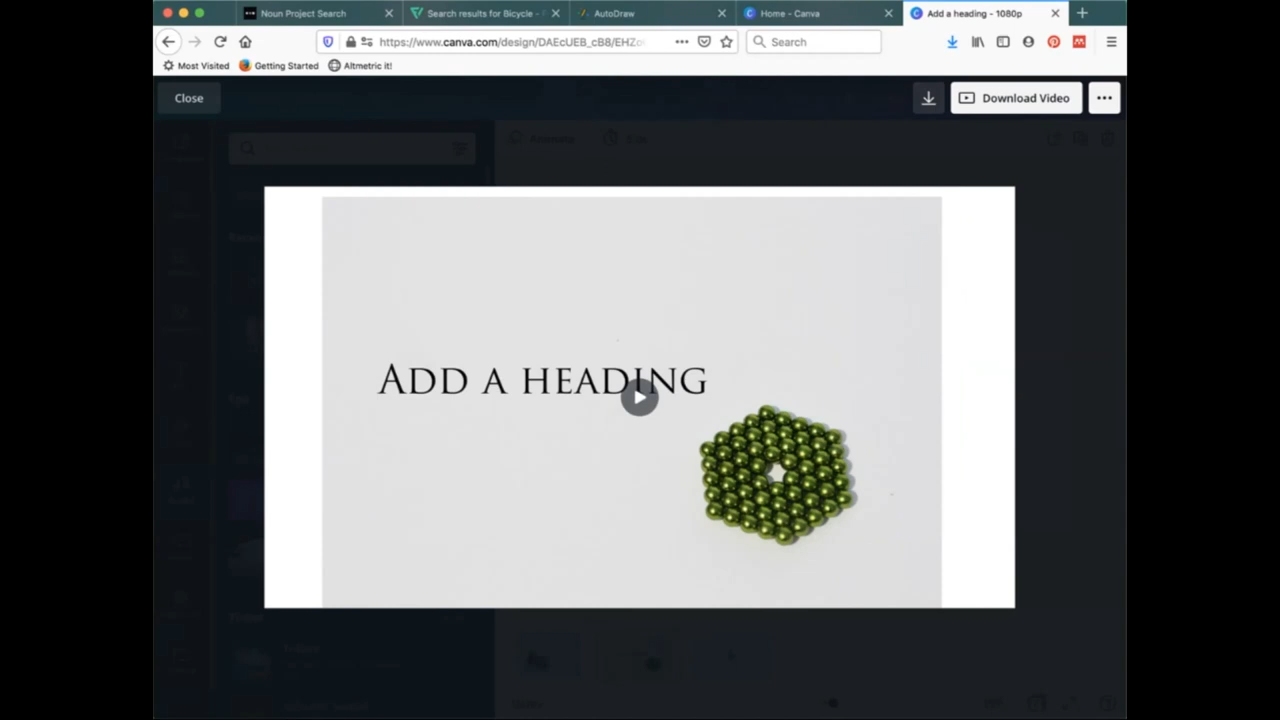 Noun Project Search
Search results for Bicycle -
AutoDraw
Home - Canva
Add a heading - 1080p
https://www.canva.com/design/DAEcUEB_cB8/EHZo
Search
Most Visited
Getting Started
Altmetric it!
Close
Download Video
ADD A HEADING